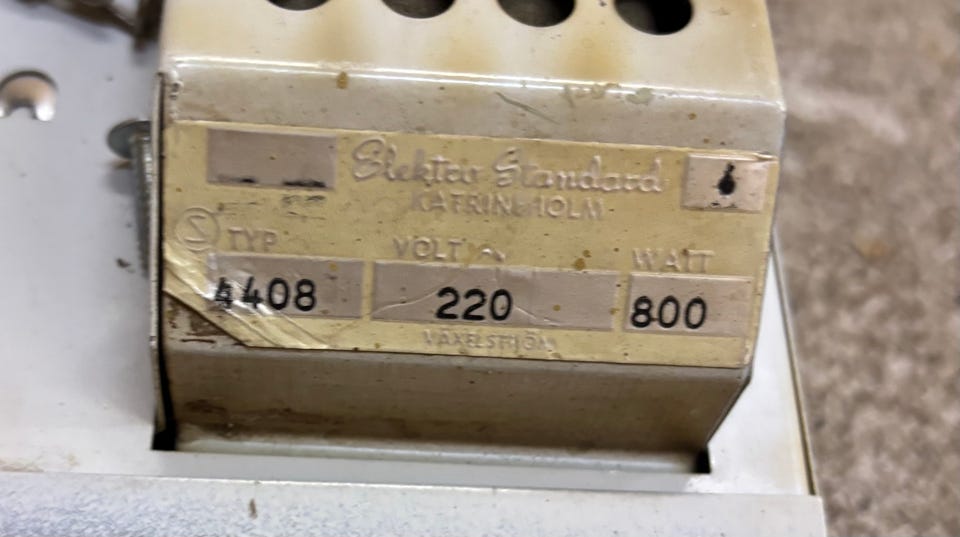 Elektro Standard
KATRINEHOLM
S
TYP VOLT ~ WATT
4408 220 800
VÄXELSTRÖM